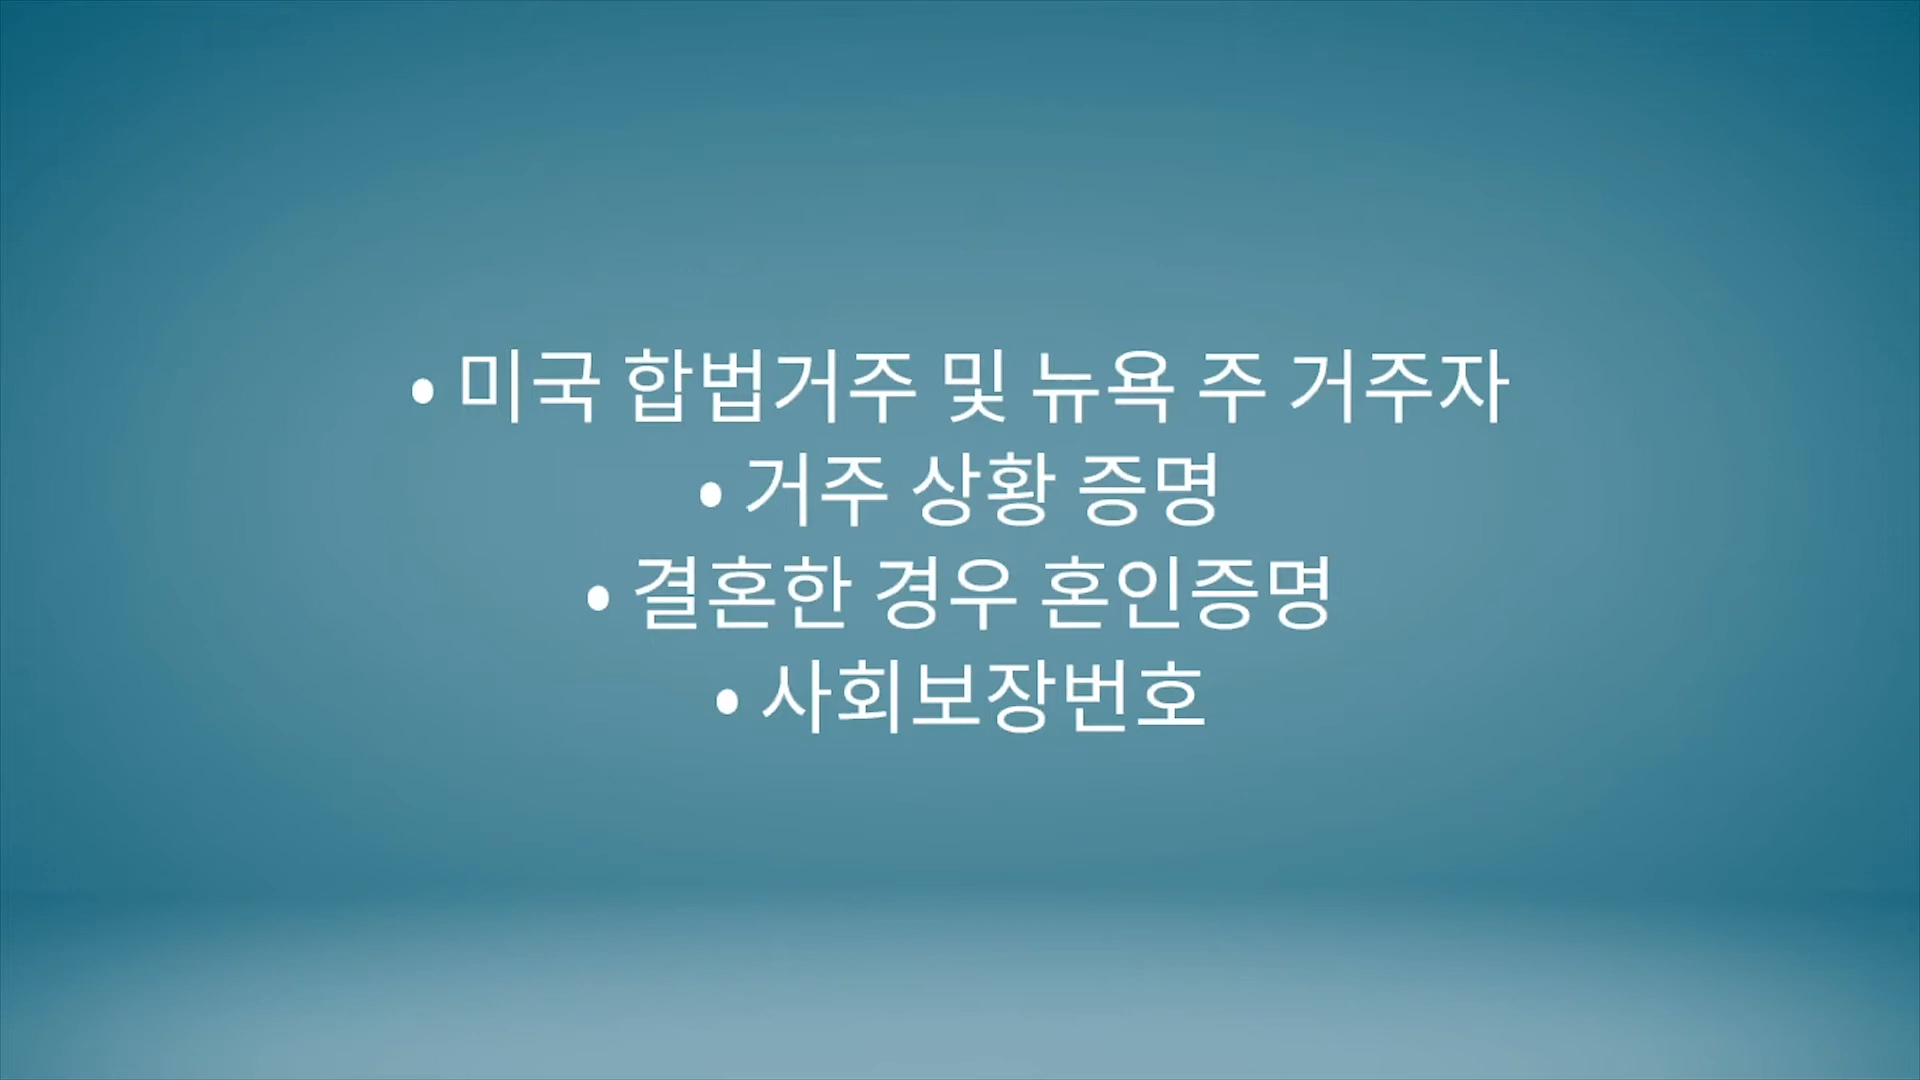 • 미국 합법거주 및 뉴욕 주 거주자
• 거주 상황 증명
• 결혼한 경우 혼인증명
• 사회보장번호